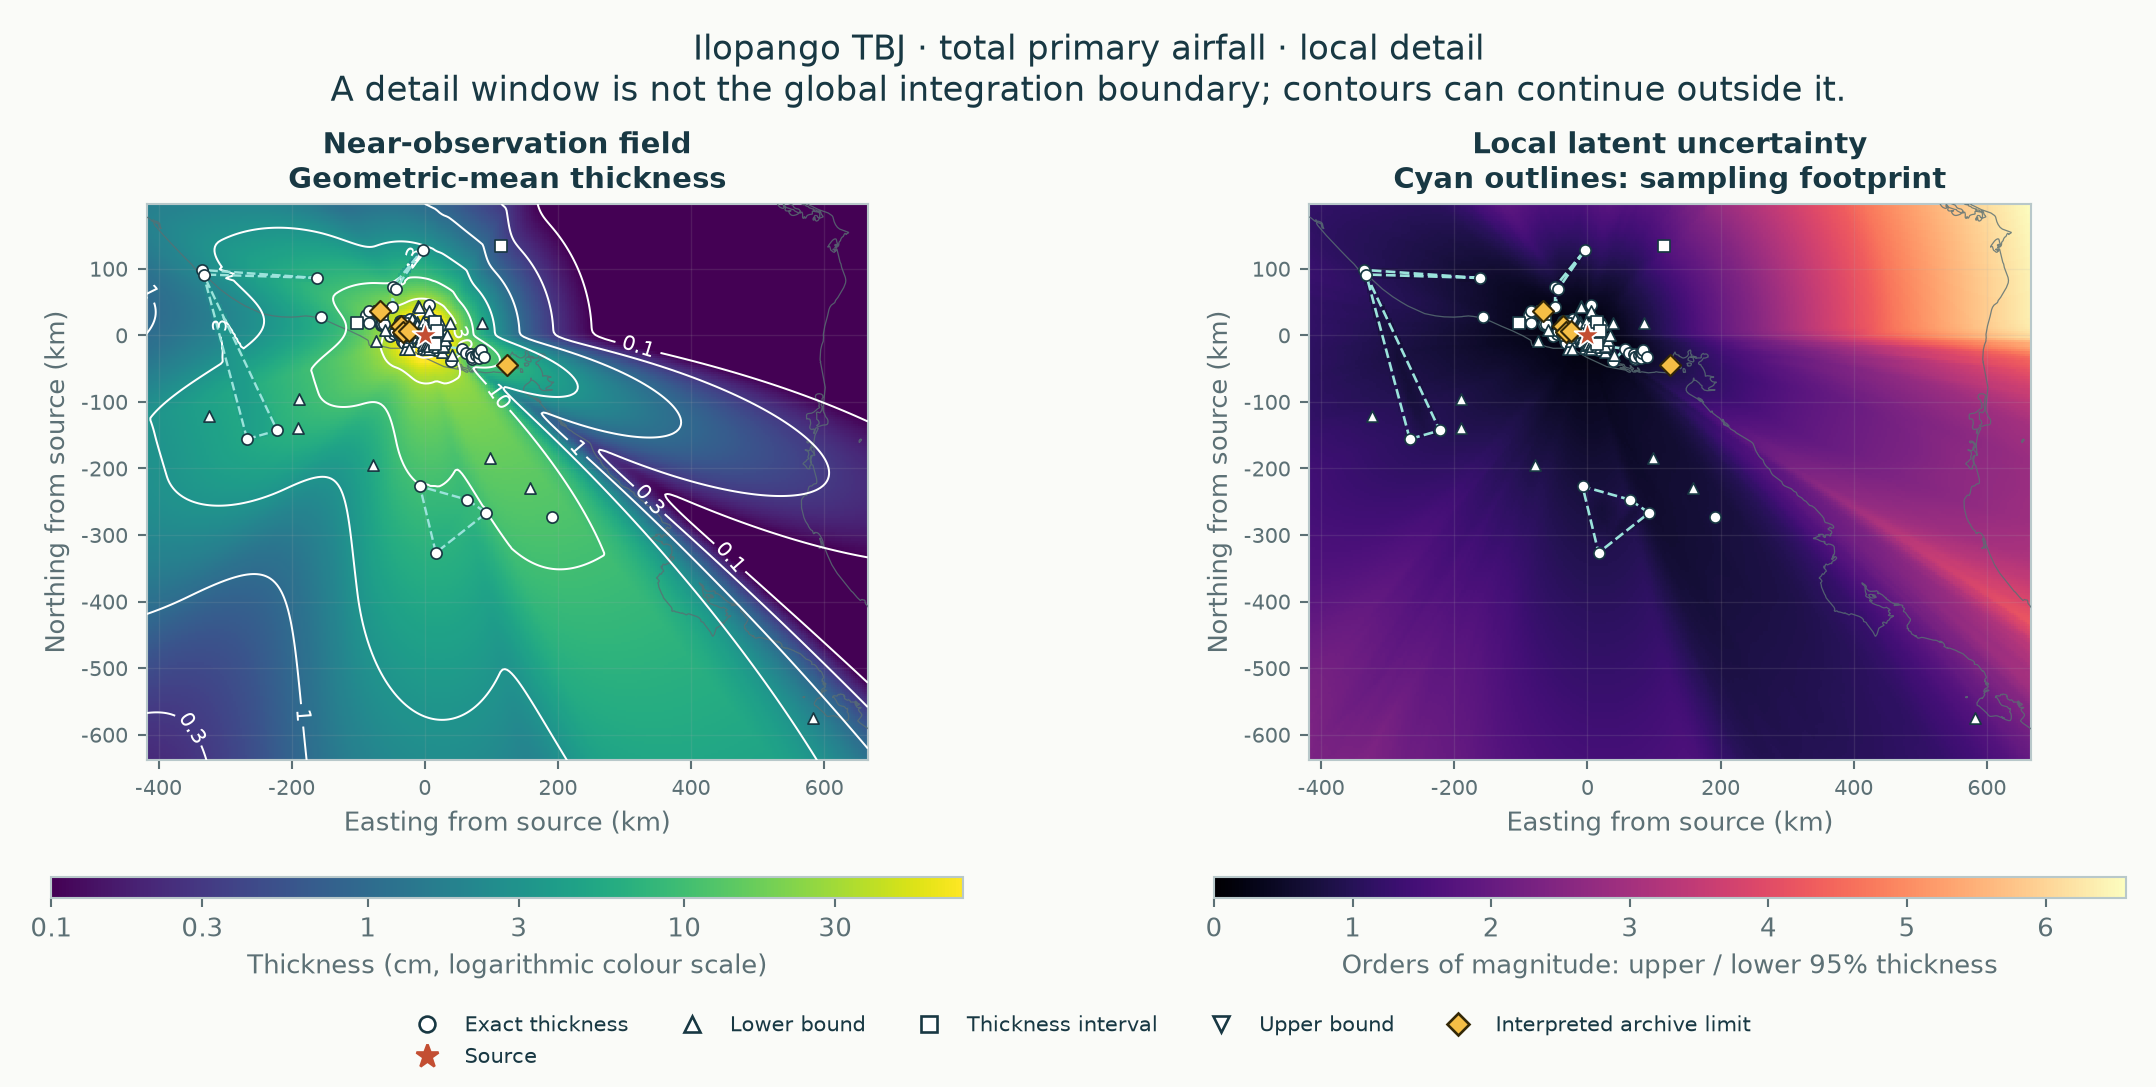 Ilopango TBJ · total primary airfall · local detail
A detail window is not the global integration boundary; contours can continue outside it.
Near-observation field
Geometric-mean thickness
Northing from source (km)
100
0
-100
-200
-300
-400
-500
-600
1
3
3
30
10
1
0.3
0.1
0.1
1
0.3
-400
-200
0
200
400
600
Easting from source (km)
0.1
0.3
1
3
10
30
Thickness (cm, logarithmic colour scale)
Local latent uncertainty
Cyan outlines: sampling footprint
Northing from source (km)
100
0
-100
-200
-300
-400
-500
-600
-400
-200
0
200
400
600
Easting from source (km)
0
1
2
3
4
5
6
Orders of magnitude: upper / lower 95% thickness
Exact thickness
Lower bound
Thickness interval
Upper bound
Interpreted archive limit
Source